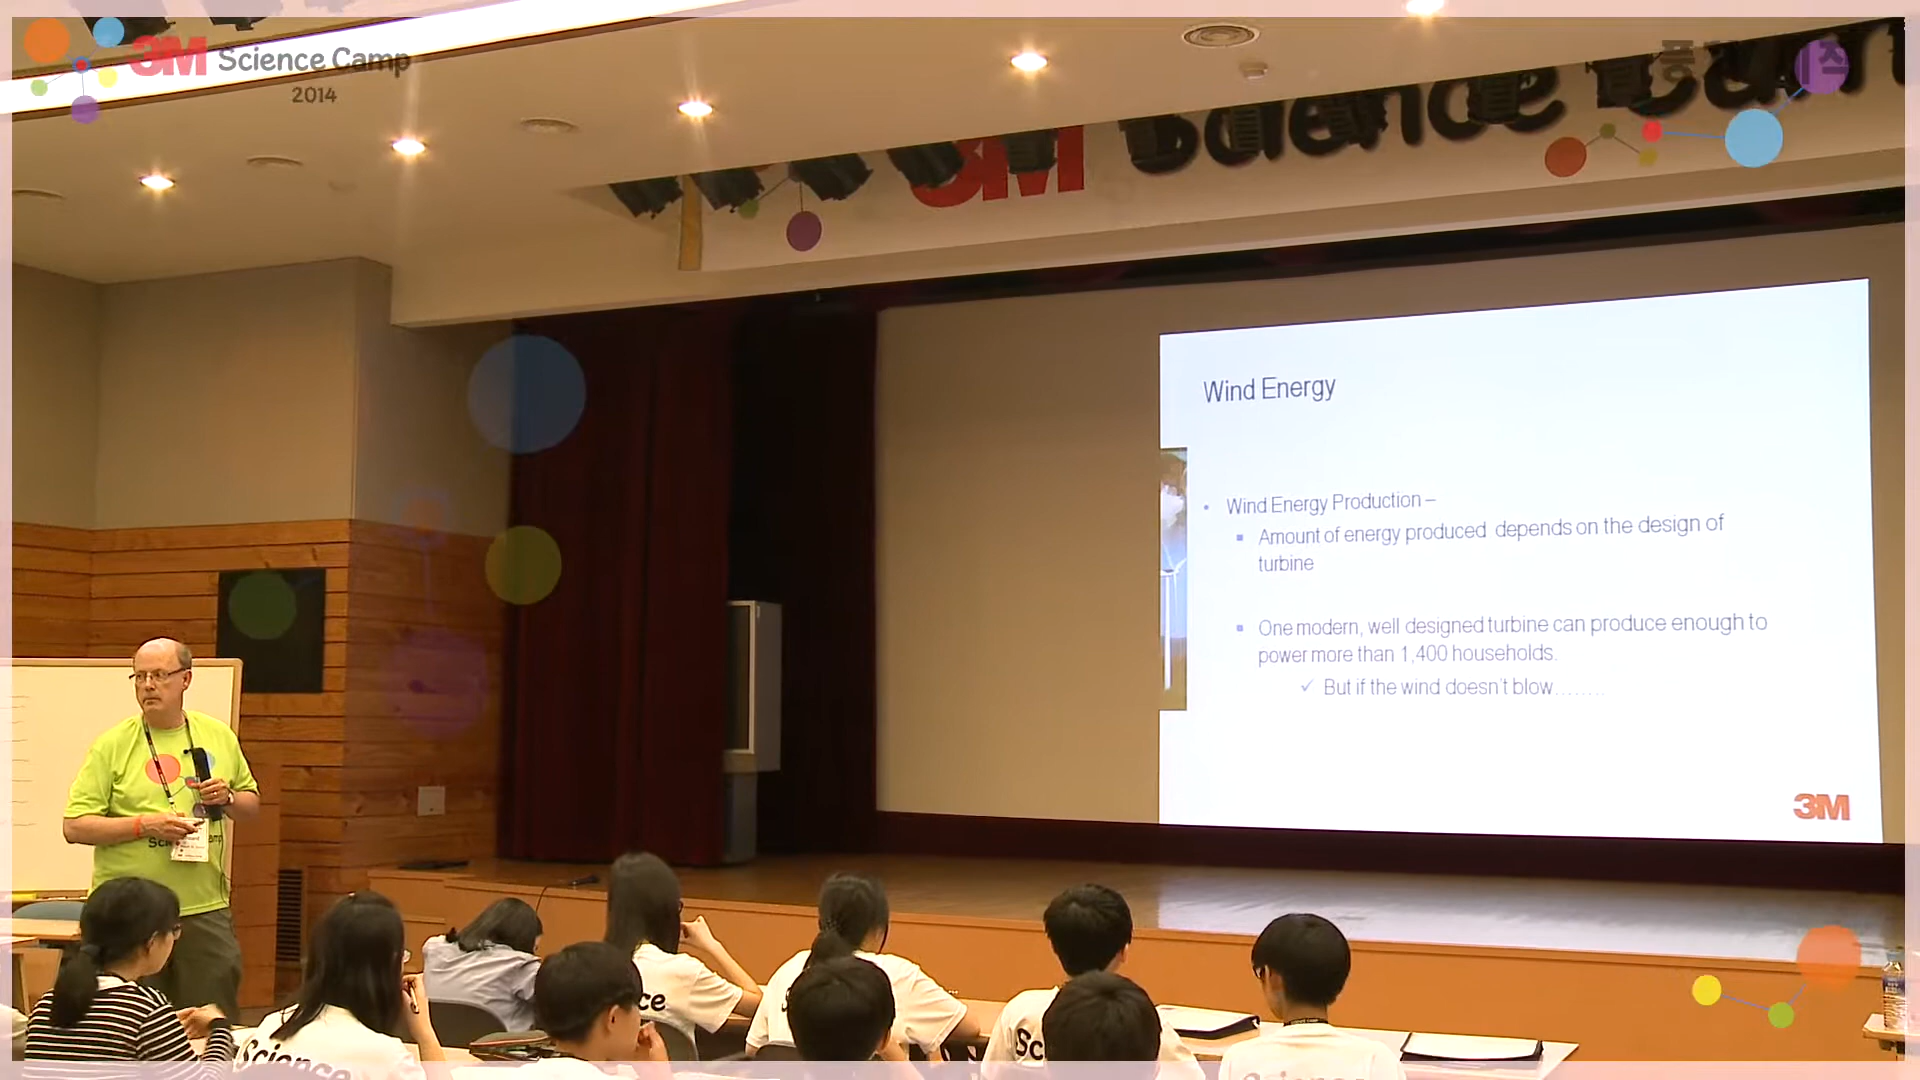 3M Science Camp
2014
3M Science
Wind Energy
• Wind Energy Production –
▪ Amount of energy produced depends on the design of
turbine
▪ One modern, well designed turbine can produce enough to
power more than 1,400 households.
✓ But if the wind doesn't blow........
3M
Science